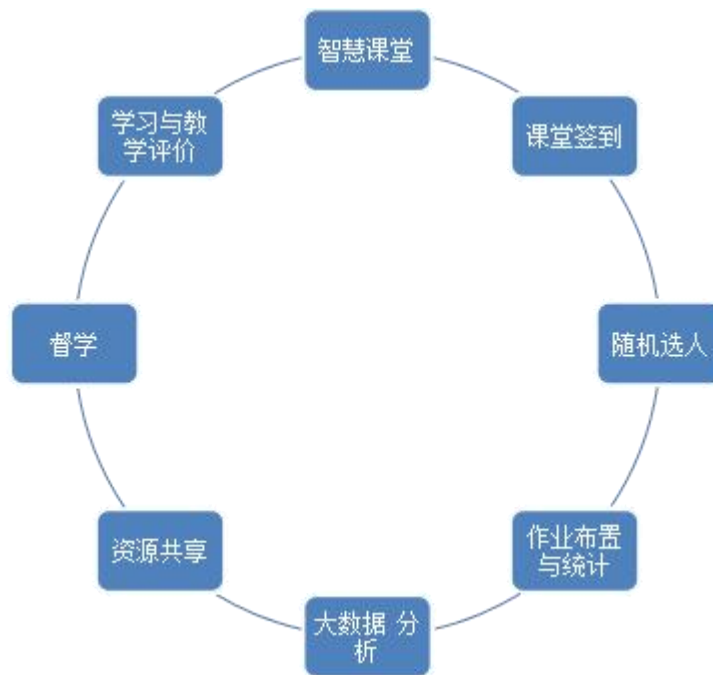 智慧课堂
课堂签到
随机选人
作业布置
与统计
大数据 分
析
资源共享
督学
学习与教
学评价